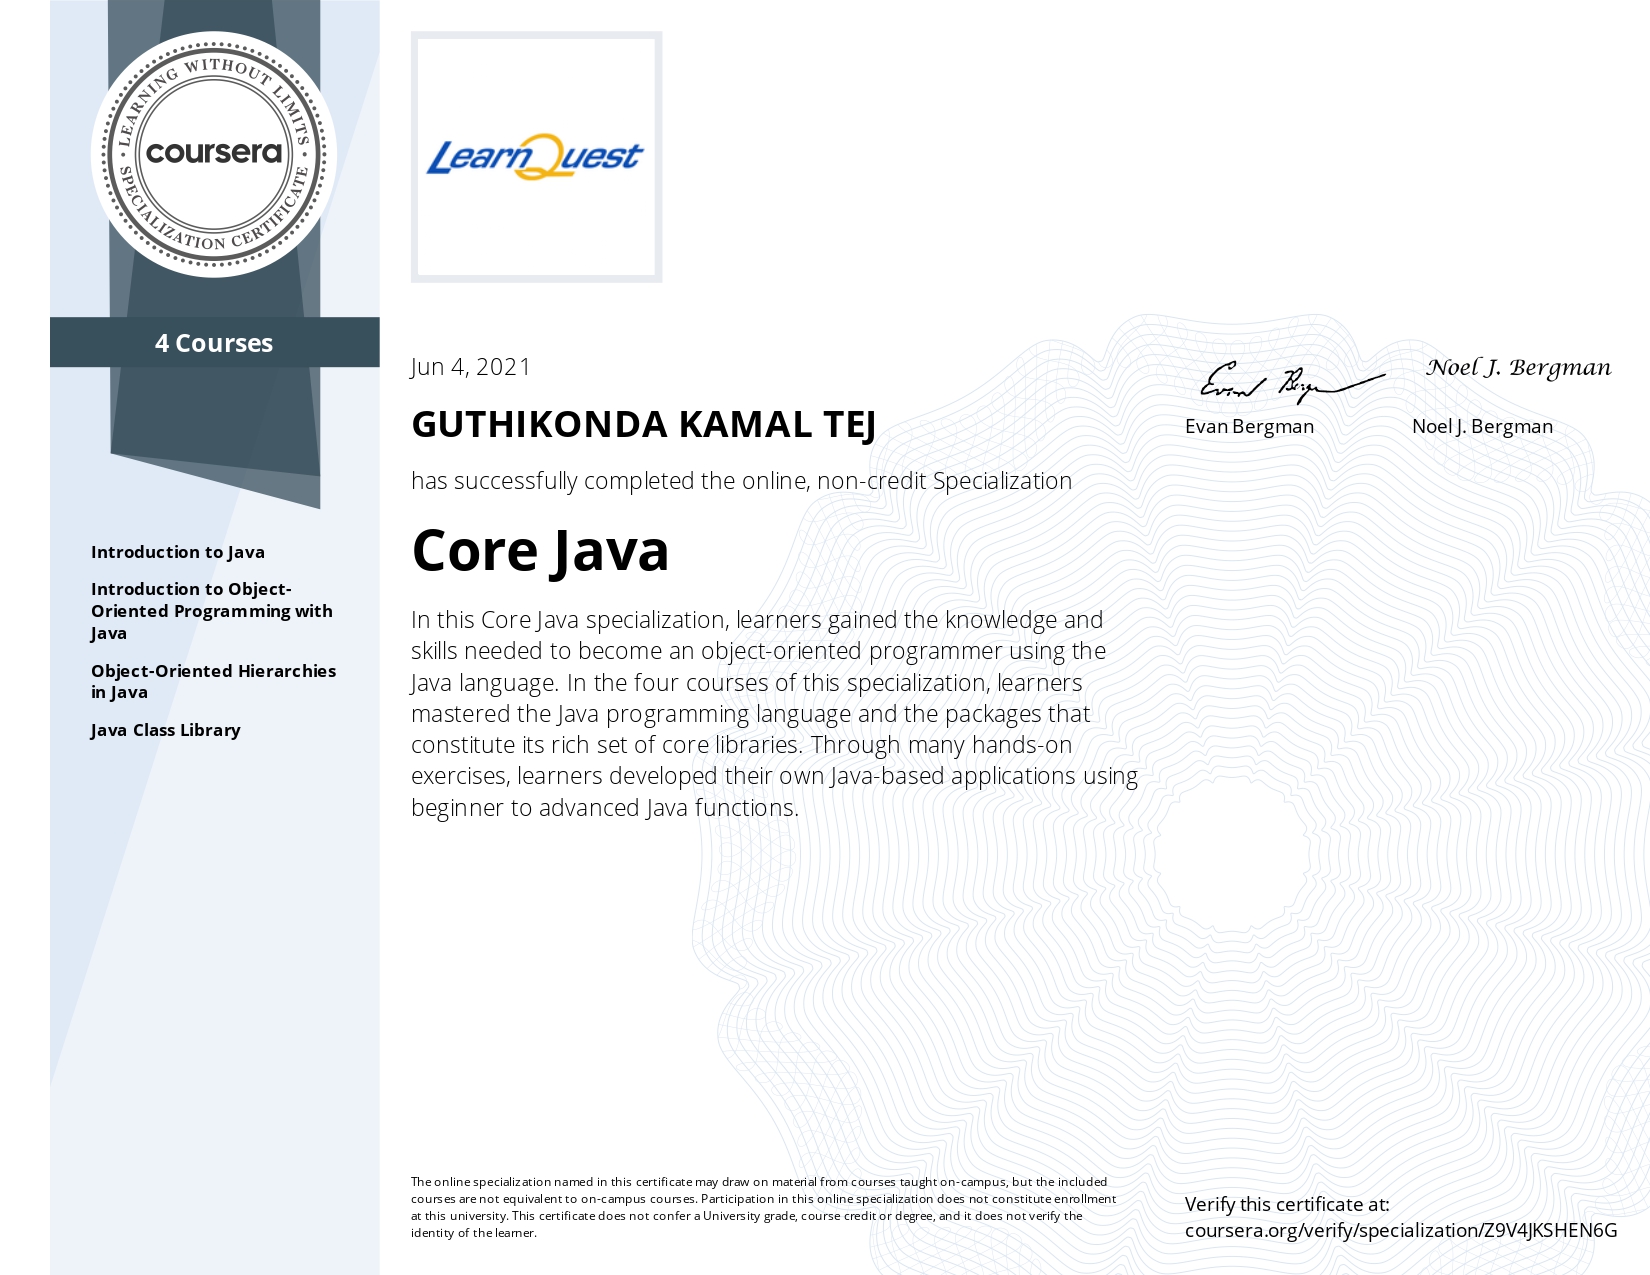 LEARNING WITHOUT LIMITS
coursera
SPECIALIZATION CERTIFICATE
4 Courses
Introduction to Java
Introduction to Object-
Oriented Programming with
Java
Object-Oriented Hierarchies
in Java
Java Class Library
LearnQuest
Jun 4, 2021
GUTHIKONDA KAMAL TEJ
has successfully completed the online, non-credit Specialization
Core Java
In this Core Java specialization, learners gained the knowledge and
skills needed to become an object-oriented programmer using the
Java language. In the four courses of this specialization, learners
mastered the Java programming language and the packages that
constitute its rich set of core libraries. Through many hands-on
exercises, learners developed their own Java-based applications using
beginner to advanced Java functions.
Evan Bergman
Evan Bergman
Noel J. Bergman
Noel J. Bergman
The online specialization named in this certificate may draw on material from courses taught on-campus, but the included
courses are not equivalent to on-campus courses. Participation in this online specialization does not constitute enrollment
at this university. This certificate does not confer a University grade, course credit or degree, and it does not verify the
identity of the learner.
Verify this certificate at:
coursera.org/verify/specialization/Z9V4JKSHEN6G